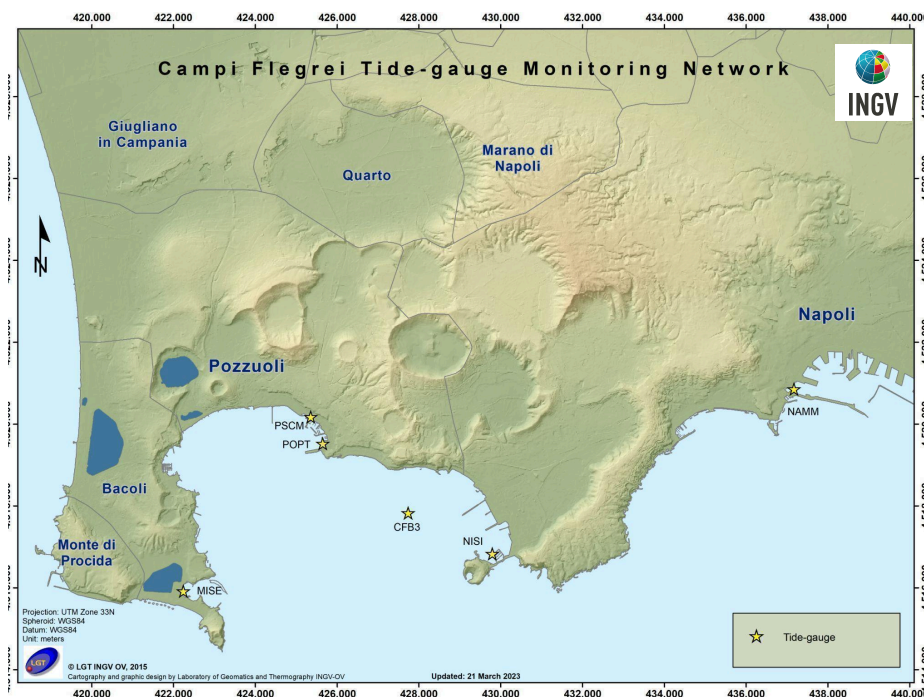 420.000 422.000 424.000 426.000 428.000 430.000 432.000 434.000 436.000 438.000 440.000
Campi Flegrei Tide-gauge Monitoring Network
INGV
Giugliano
in Campania
Marano di
Napoli
Quarto
N
Napoli
Pozzuoli
NAMM
PSCM
POPT
Bacoli
CFB3
NISI
Monte di
Procida
MISE
Projection: UTM Zone 33N
Spheroid: WGS84
Datum: WGS84
Unit: meters
Tide-gauge
LGT
© LGT INGV OV, 2015
Cartography and graphic design by Laboratory of Geomatics and Thermography INGV-OV
Updated: 21 March 2023
420.000 422.000 424.000 426.000 428.000 430.000 432.000 434.000 436.000 438.000 440.000